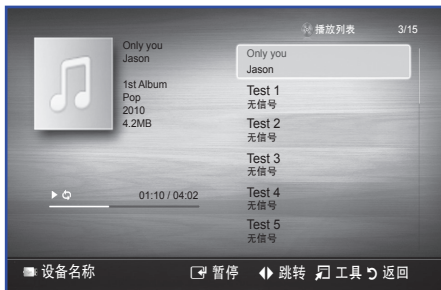 播放列表 3/15
Only you
Jason
1st Album
Pop
2010
4.2MB
01:10 / 04:02
Only you
Jason
Test 1
无信号
Test 2
无信号
Test 3
无信号
Test 4
无信号
Test 5
无信号
设备名称 暂停 跳转 工具 返回